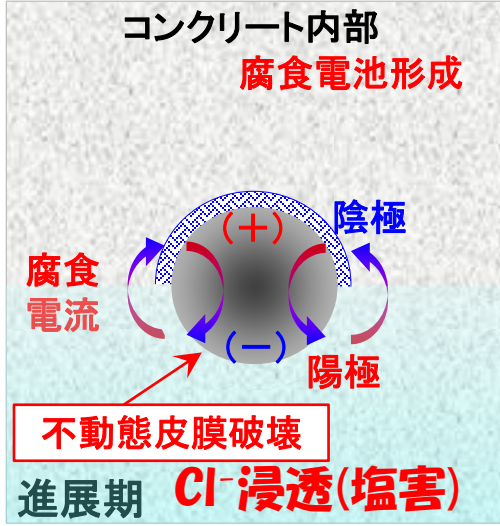 コンクリート内部
腐食電池形成
(＋)
陰極
腐食
電流
(－)
陽極
不動態皮膜破壊
進展期
Cl⁻浸透(塩害)